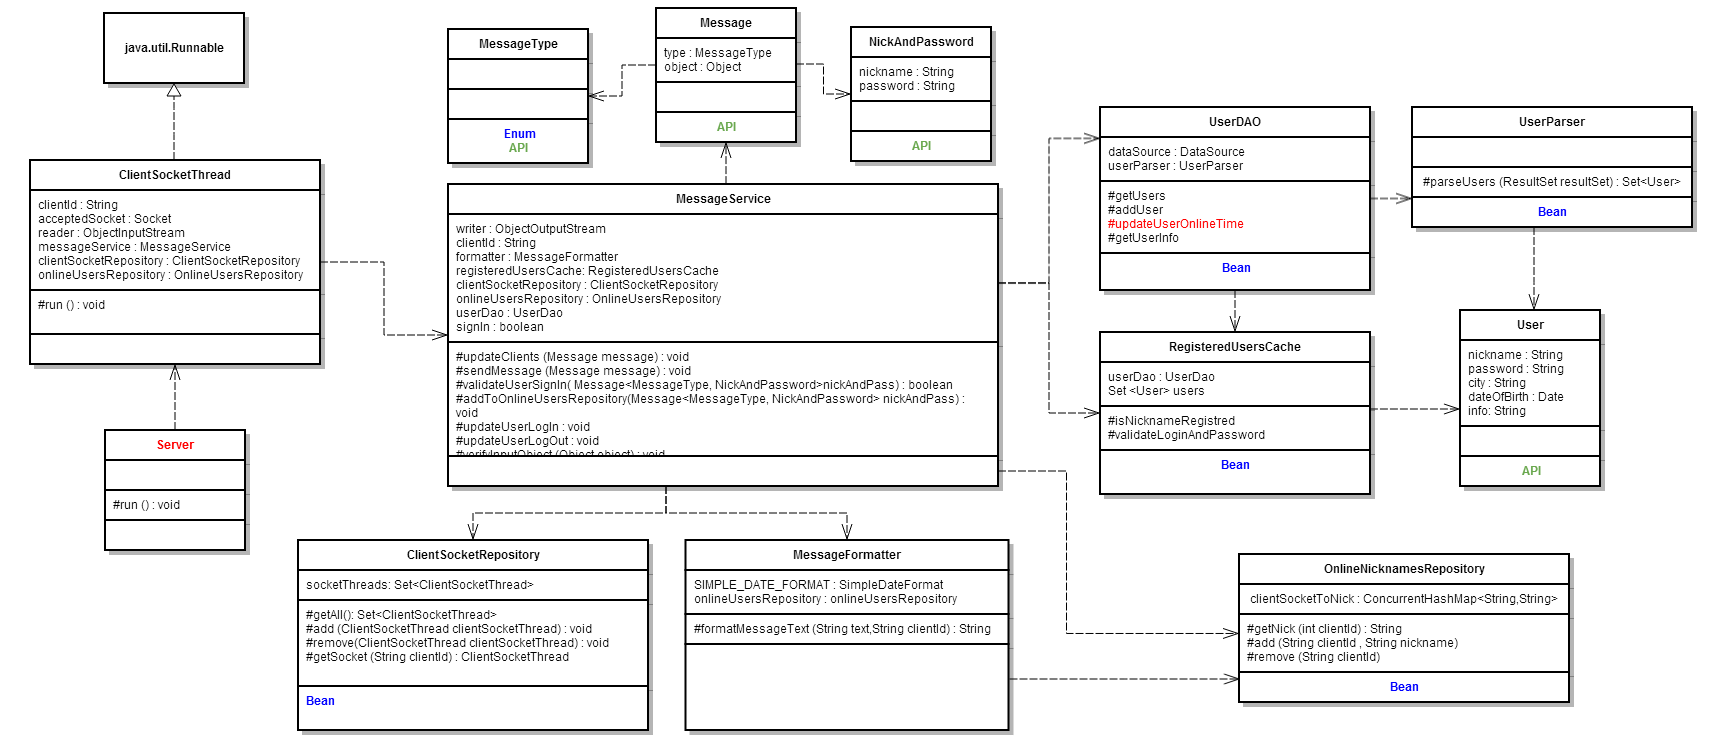 java.util.Runnable
ClientSocketThread
clientId : String
acceptedSocket : Socket
reader : ObjectInputStream
messageService : MessageService
clientSocketRepository : ClientSocketRepository
onlineUsersRepository : OnlineUsersRepository
#run () : void
Server
#run () : void
MessageType
Enum
API
Message
type : MessageType
object : Object
API
NickAndPassword
nickname : String
password : String
API
MessageService
writer : ObjectOutputStream
clientId : String
formatter : MessageFormatter
registeredUsersCache: RegisteredUsersCache
clientSocketRepository : ClientSocketRepository
onlineUsersRepository : OnlineUsersRepository
userDao : UserDao
signIn : boolean
#updateClients (Message message) : void
#sendMessage (Message message) : void
#validateUserSignIn( Message<MessageType, NickAndPassword>nickAndPass) : boolean
#addToOnlineUsersRepository(Message<MessageType, NickAndPassword> nickAndPass) :
void
#updateUserLogIn : void
#updateUserLogOut : void
#verifyInputObject (Object object) : void
UserDAO
dataSource : DataSource
userParser : UserParser
#getUsers
#addUser
#updateUserOnlineTime
#getUserInfo
Bean
UserParser
#parseUsers (ResultSet resultSet) : Set<User>
Bean
RegisteredUsersCache
userDao : UserDao
Set <User> users
#isNicknameRegistred
#validateLoginAndPassword
Bean
User
nickname : String
password : String
city : String
dateOfBirth : Date
info: String
API
ClientSocketRepository
socketThreads: Set<ClientSocketThread>
#getAll(): Set<ClientSocketThread>
#add (ClientSocketThread clientSocketThread) : void
#remove(ClientSocketThread clientSocketThread) : void
#getSocket (String clientId) : ClientSocketThread
Bean
MessageFormatter
SIMPLE_DATE_FORMAT : SimpleDateFormat
onlineUsersRepository : onlineUsersRepository
#formatMessageText (String text,String clientId) : String
OnlineNicknamesRepository
clientSocketToNick : ConcurrentHashMap<String,String>
#getNick (int clientId) : String
#add (String clientId , String nickname)
#remove (String clientId)
Bean